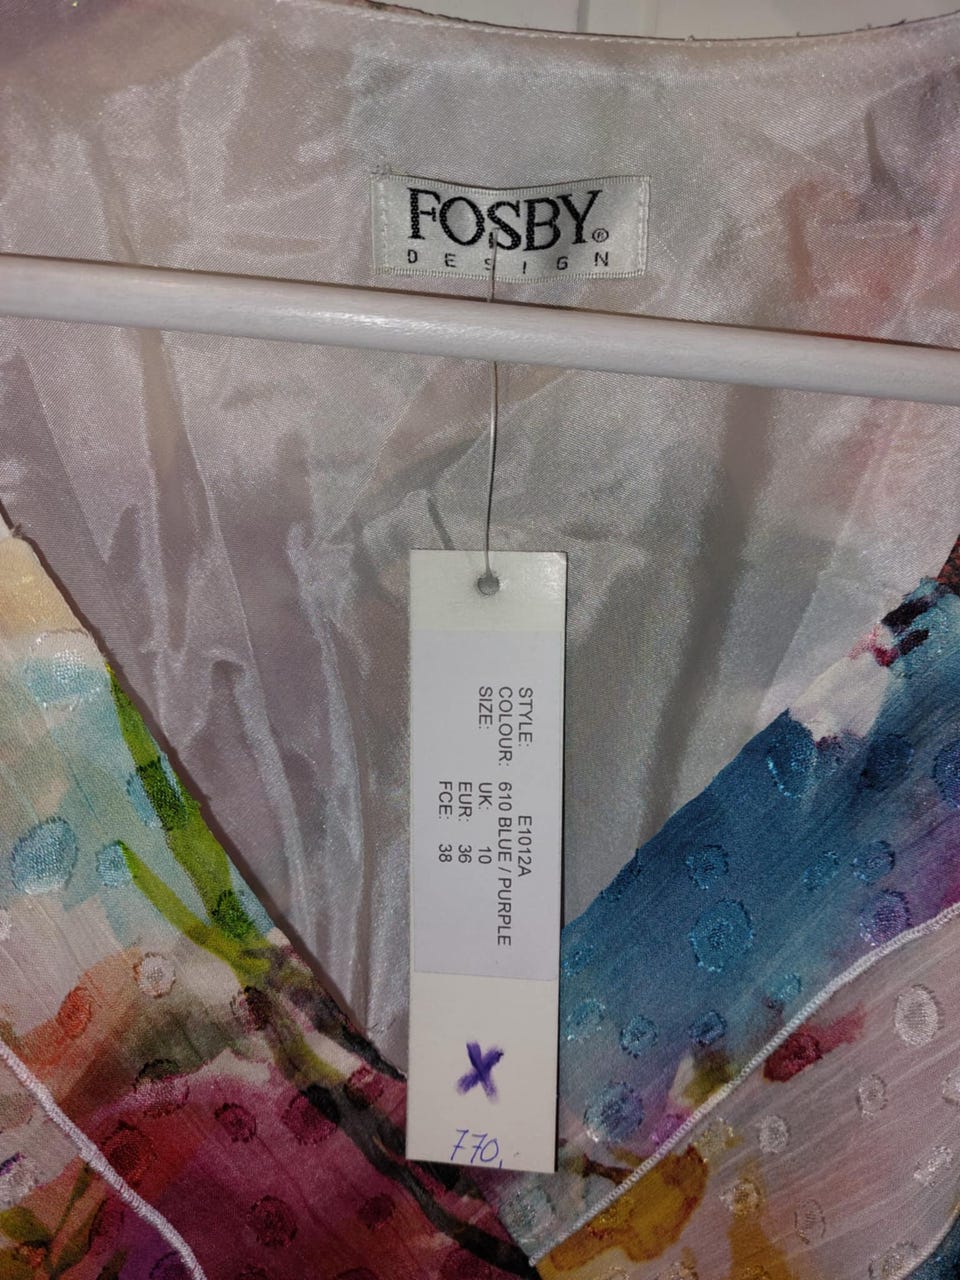 FOSBY®
DESIGN
STYLE: E1012A
COLOUR: 610 BLUE / PURPLE
SIZE: UK: 10
EUR: 36
FCE: 38
X
770,